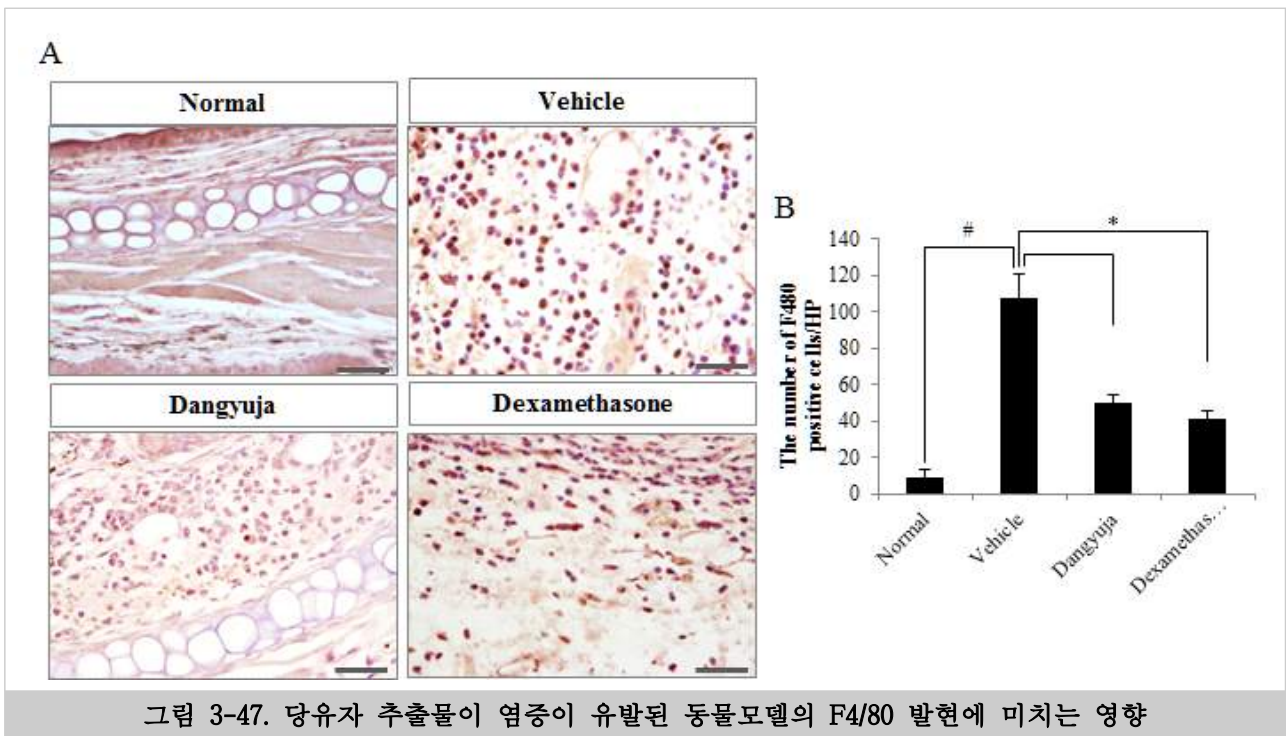 A
Normal
Vehicle
Dangyuja
Dexamethasone
B
The number of F480
positive cells/HP
140
120
100
80
60
40
20
0
#
*
Normal
Vehicle
Dangyuja
Dexamethas...
그림 3-47. 당유자 추출물이 염증이 유발된 동물모델의 F4/80 발현에 미치는 영향